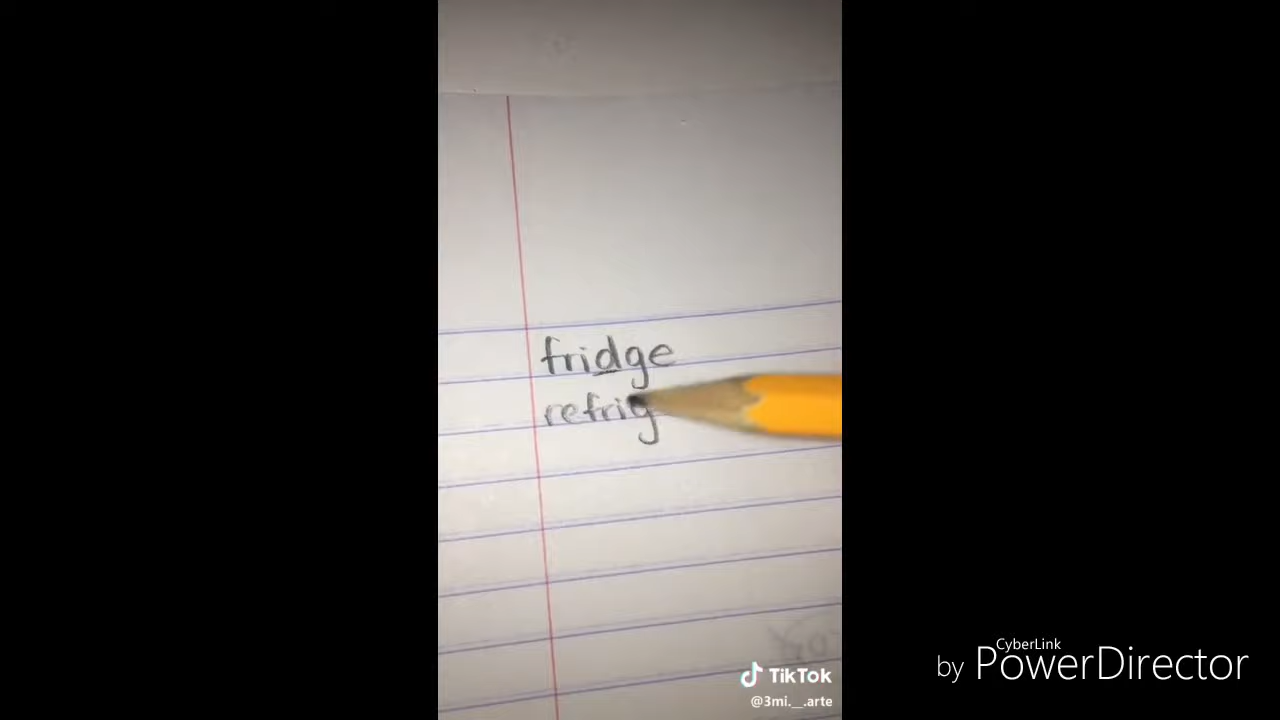 fridge
refrig
TikTok
@3mi.__.arte
CyberLink
by PowerDirector